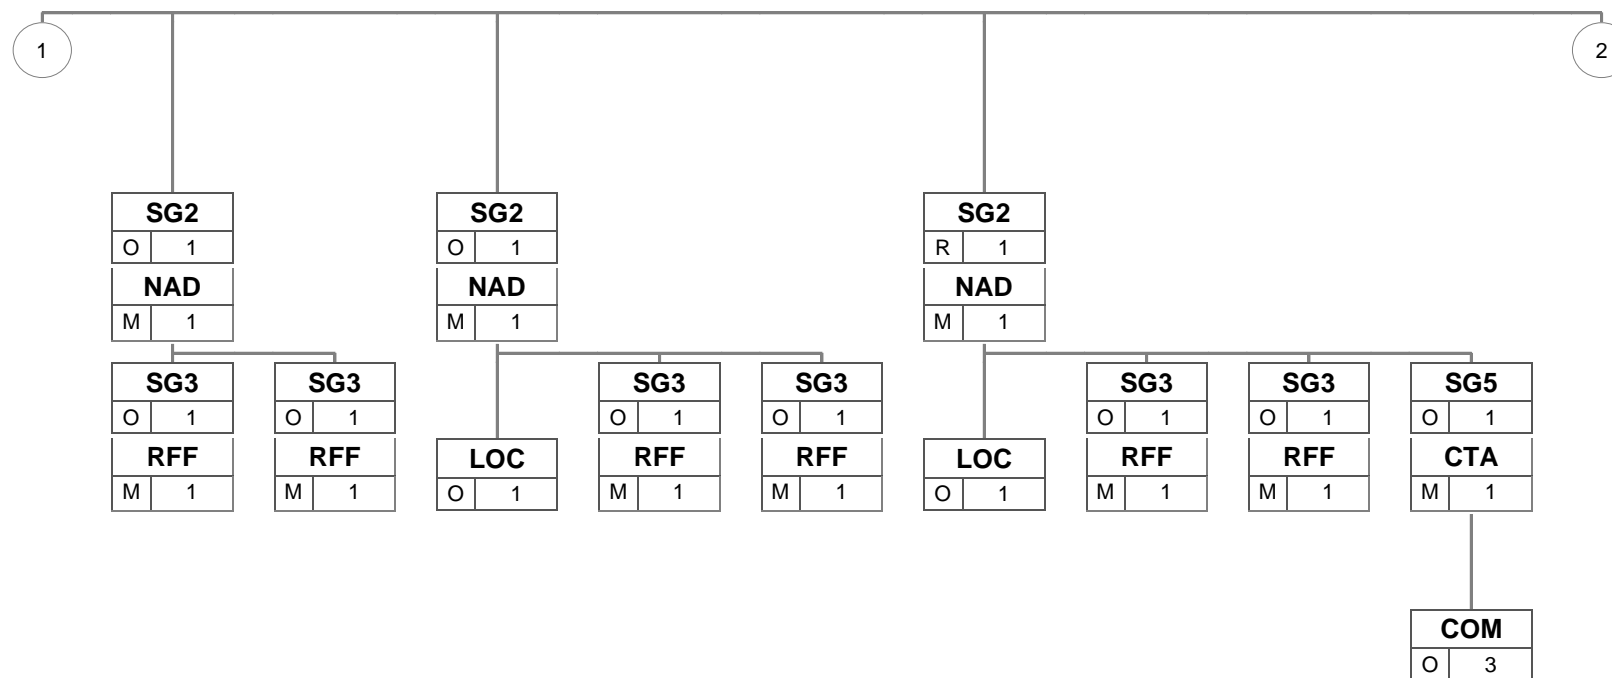 1 2
SG2 SG2 SG2
O 1 O 1 R 1
NAD NAD NAD
M 1 M 1 M 1
SG3 SG3 SG3 SG3 SG3 SG3 SG5
O 1 O 1 O 1 O 1 O 1 O 1 O 1
RFF RFF LOC RFF RFF LOC RFF RFF CTA
M 1 M 1 O 1 M 1 M 1 O 1 M 1 M 1 M 1
COM
O 3